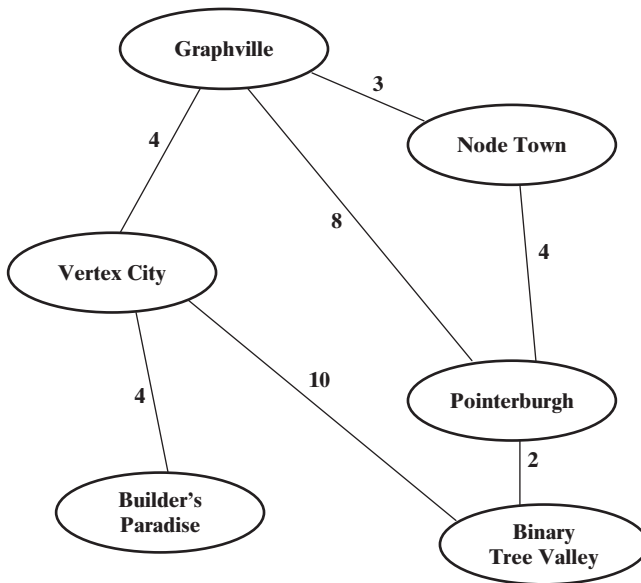 Graphville
3
Node Town
4
8
4
Vertex City
10
4
Pointerburgh
2
Builder's
Paradise
Binary
Tree Valley